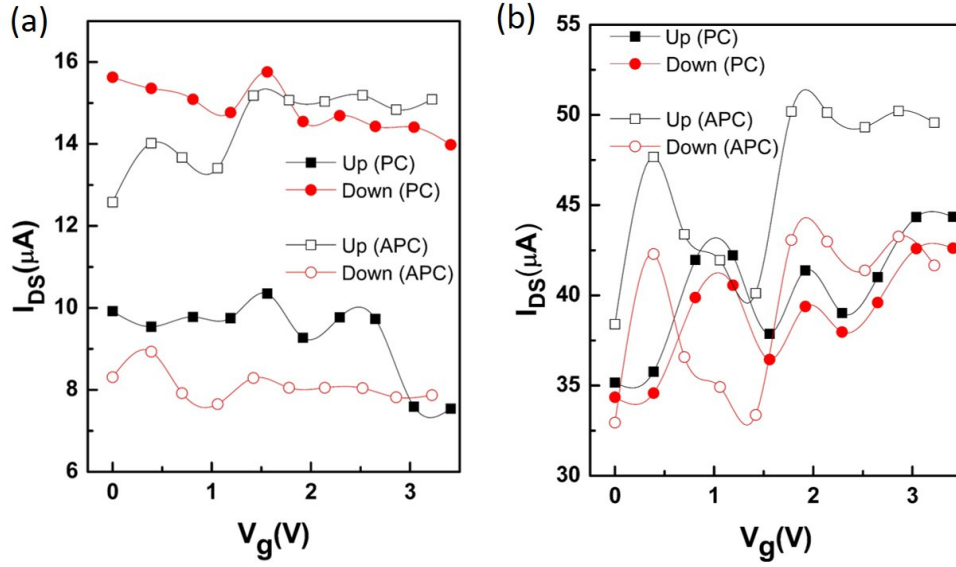 (a)
16
14
12
10
8
6
I_DS(μA)
Up (PC)
Down (PC)
Up (APC)
Down (APC)
0 1 2 3
V_g(V)
(b)
55
50
45
40
35
30
I_DS(μA)
Up (PC)
Down (PC)
Up (APC)
Down (APC)
0 1 2 3
V_g(V)